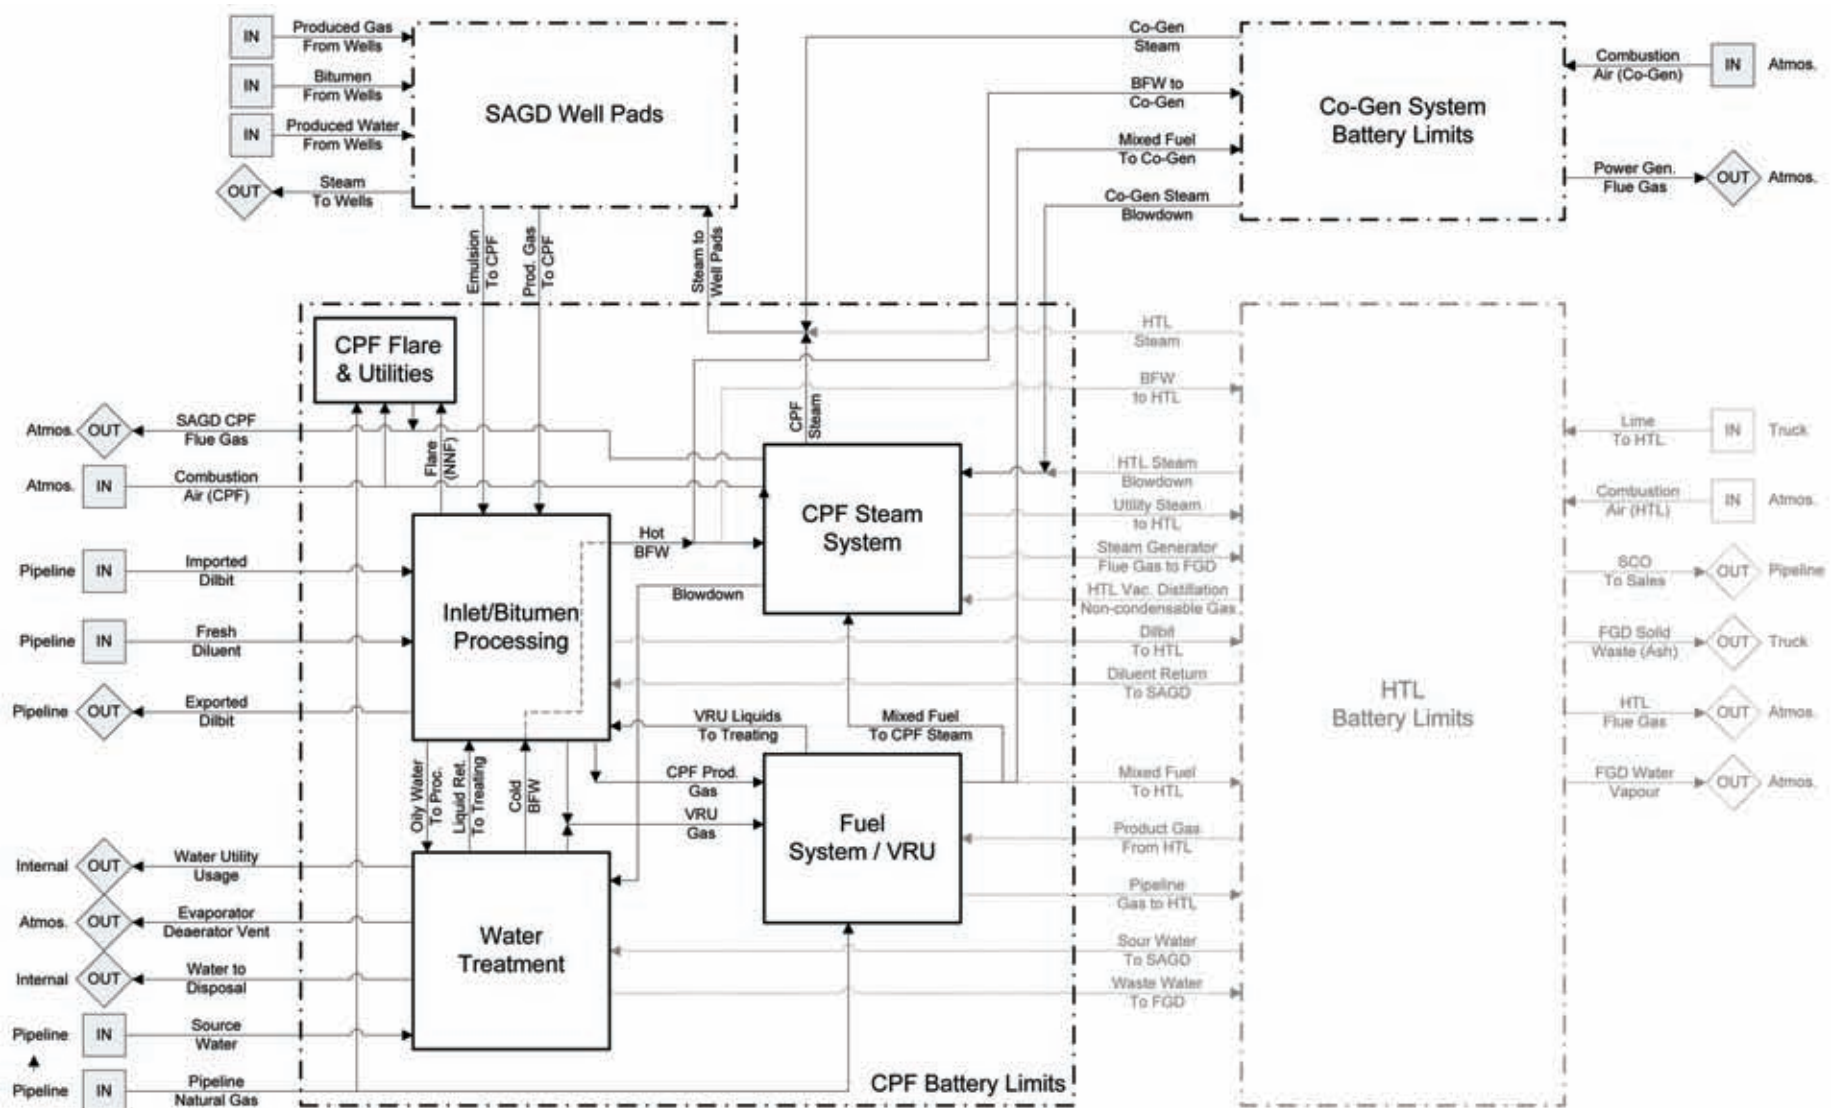 IN
Produced Gas
From Wells
IN
Bitumen
From Wells
IN
Produced Water
From Wells
OUT
Steam
To Wells
SAGD Well Pads
Co-Gen
Steam
BFW to
Co-Gen
Mixed Fuel
To Co-Gen
Co-Gen Steam
Blowdown
Co-Gen System
Battery Limits
Combustion
Air (Co-Gen)
IN
Atmos.
Power Gen.
Flue Gas
OUT
Atmos.
Emulsion
To CPF
Prod. Gas
To CPF
Steam to
Well Pads
CPF Flare
& Utilities
Flare
(NNF)
CPF
Steam
Atmos.
OUT
SAGD CPF
Flue Gas
Atmos.
IN
Combustion
Air (CPF)
Pipeline
IN
Imported
Dilbit
Pipeline
IN
Fresh
Diluent
Pipeline
OUT
Exported
Dilbit
Inlet/Bitumen
Processing
Hot
BFW
Blowdown
CPF Steam
System
VRU Liquids
To Treating
Mixed Fuel
To CPF Steam
Oily Water
To Proc.
Liquid Ret.
To Treating
Cold
BFW
CPF Prod.
Gas
VRU
Gas
Fuel
System / VRU
Water
Treatment
Internal
OUT
Water Utility
Usage
Atmos.
OUT
Evaporator
Deaerator Vent
Internal
OUT
Water to
Disposal
Pipeline
IN
Source
Water
Pipeline
IN
Pipeline
Natural Gas
CPF Battery Limits
HTL
Steam
BFW
to HTL
HTL Steam
Blowdown
Utility Steam
to HTL
Steam Generator
Flue Gas to FGD
HTL Vac. Distillation
Non-condensable Gas
Dilbit
To HTL
Diluent Return
To SAGD
Mixed Fuel
To HTL
Product Gas
From HTL
Pipeline
Gas to HTL
Sour Water
To SAGD
Waste Water
To FGD
HTL
Battery Limits
Lime
To HTL
IN
Truck
Combustion
Air (HTL)
IN
Atmos.
SCO
To Sales
OUT
Pipeline
FGD Solid
Waste (Ash)
OUT
Truck
HTL
Flue Gas
OUT
Atmos.
FGD Water
Vapour
OUT
Atmos.